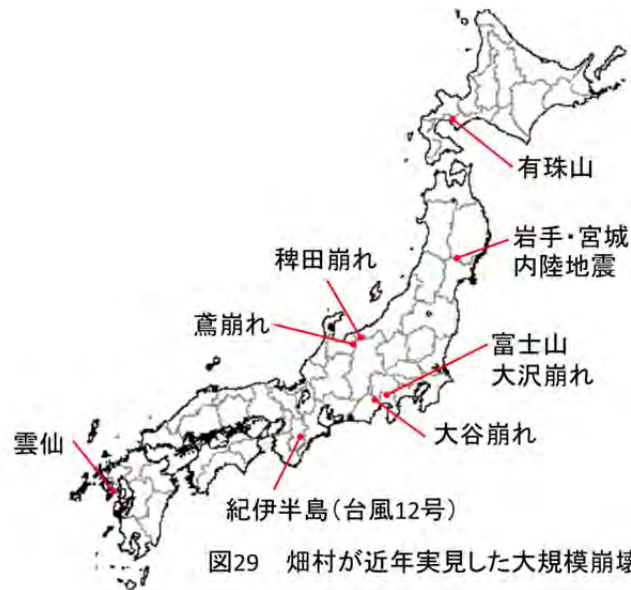 有珠山
岩手・宮城
内陸地震
稗田崩れ
鳶崩れ
富士山
大沢崩れ
大谷崩れ
雲仙
紀伊半島(台風12号)
図29 畑村が近年実見した大規模崩壊